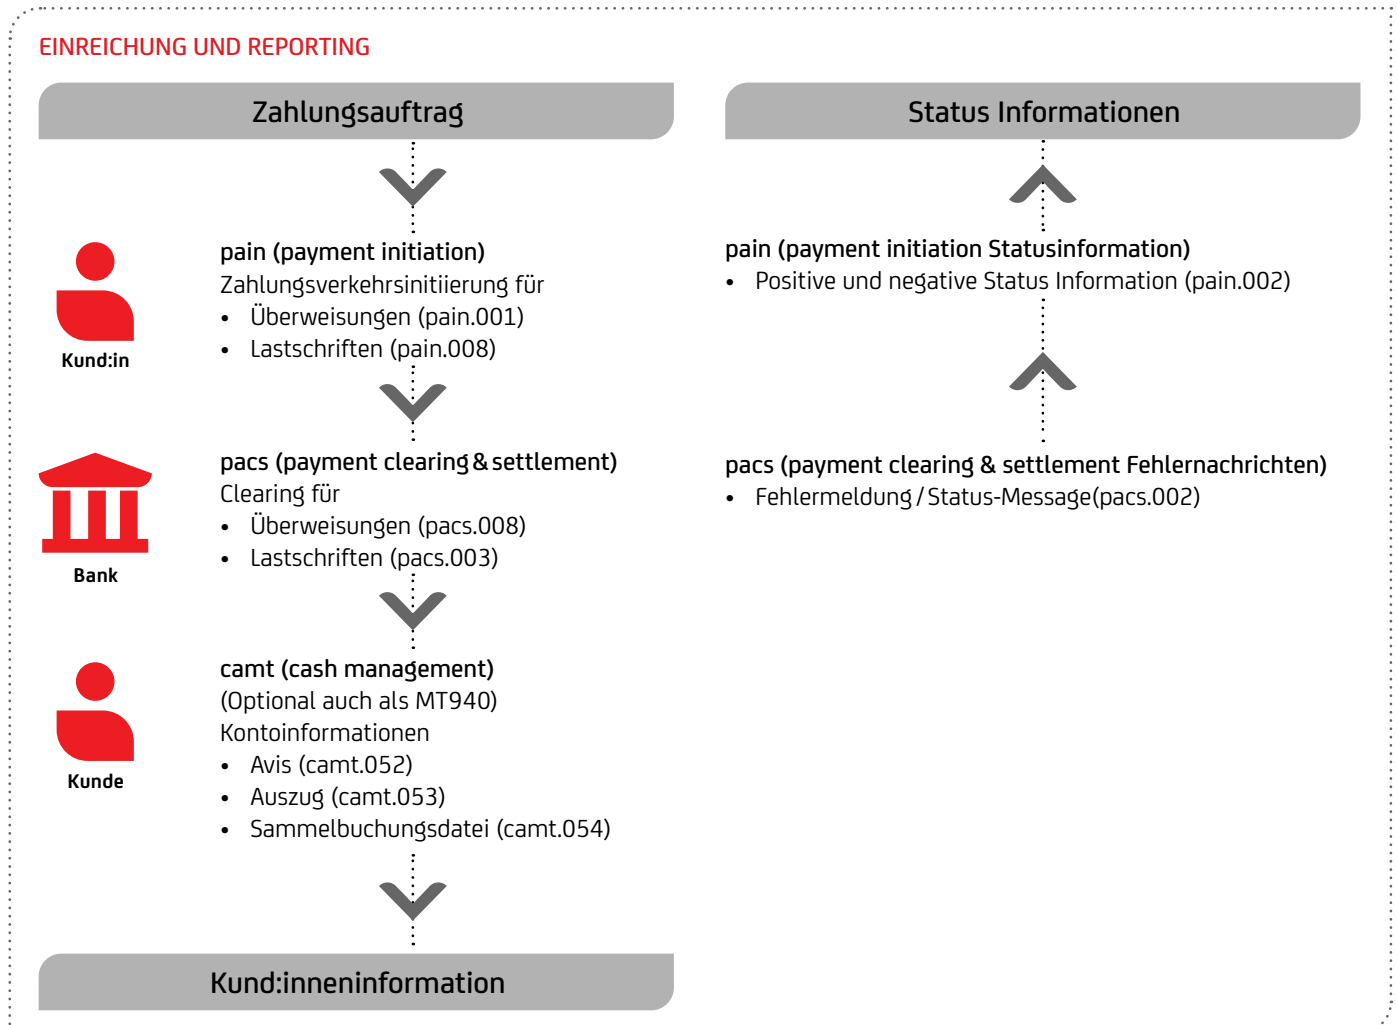 EINREICHUNG UND REPORTING
Zahlungsauftrag
pain (payment initiation)
Zahlungsverkehrsinitiierung für
• Überweisungen (pain.001)
• Lastschriften (pain.008)
Kund:in
pacs (payment clearing & settlement)
Clearing für
• Überweisungen (pacs.008)
• Lastschriften (pacs.003)
Bank
camt (cash management)
(Optional auch als MT940)
Kontoinformationen
• Avis (camt.052)
• Auszug (camt.053)
• Sammelbuchungsdatei (camt.054)
Kunde
Kund:inneninformation
Status Informationen
pain (payment initiation Statusinformation)
• Positive und negative Status Information (pain.002)
pacs (payment clearing & settlement Fehlernachrichten)
• Fehlermeldung / Status-Message(pacs.002)